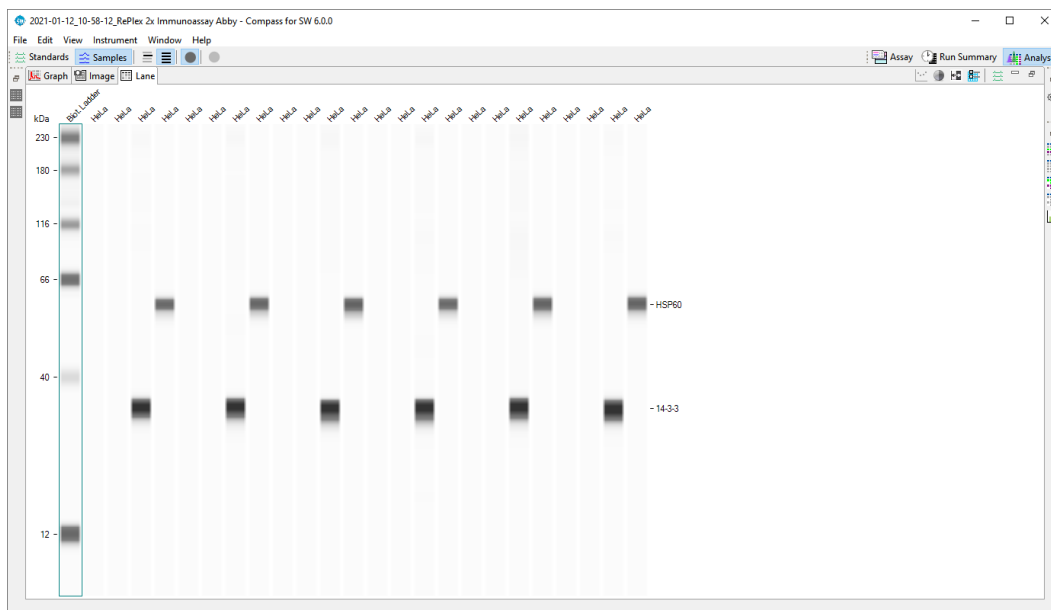 2021-01-12_10-58-12_RePlex 2x Immunoassay Abby - Compass for SW 6.0.0
File Edit View Instrument Window Help
Standards Samples Assay Run Summary Analys
Graph Image Lane
kDa Biot. Ladder HeLa HeLa HeLa HeLa HeLa HeLa HeLa HeLa HeLa HeLa HeLa HeLa HeLa HeLa HeLa HeLa HeLa HeLa HeLa HeLa HeLa HeLa HeLa HeLa
230
180
116
66
HSP60
40
14-3-3
12